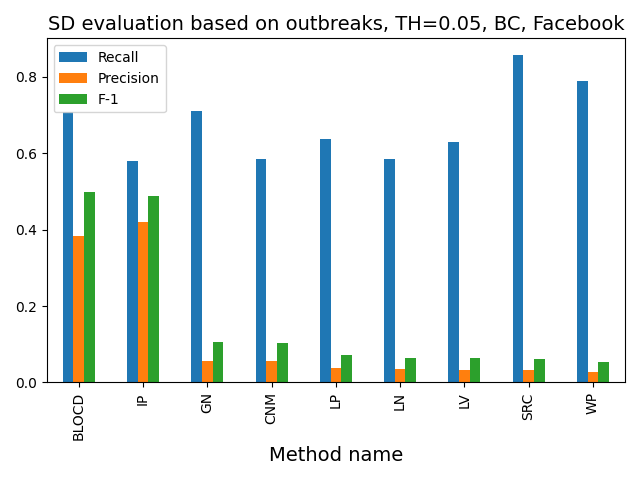 SD evaluation based on outbreaks, TH=0.05, BC, Facebook
Recall
Precision
F-1
0.8
0.6
0.4
0.2
0.0
BLOCD
IP
GN
CNM
LP
LN
LV
SRC
WP
Method name